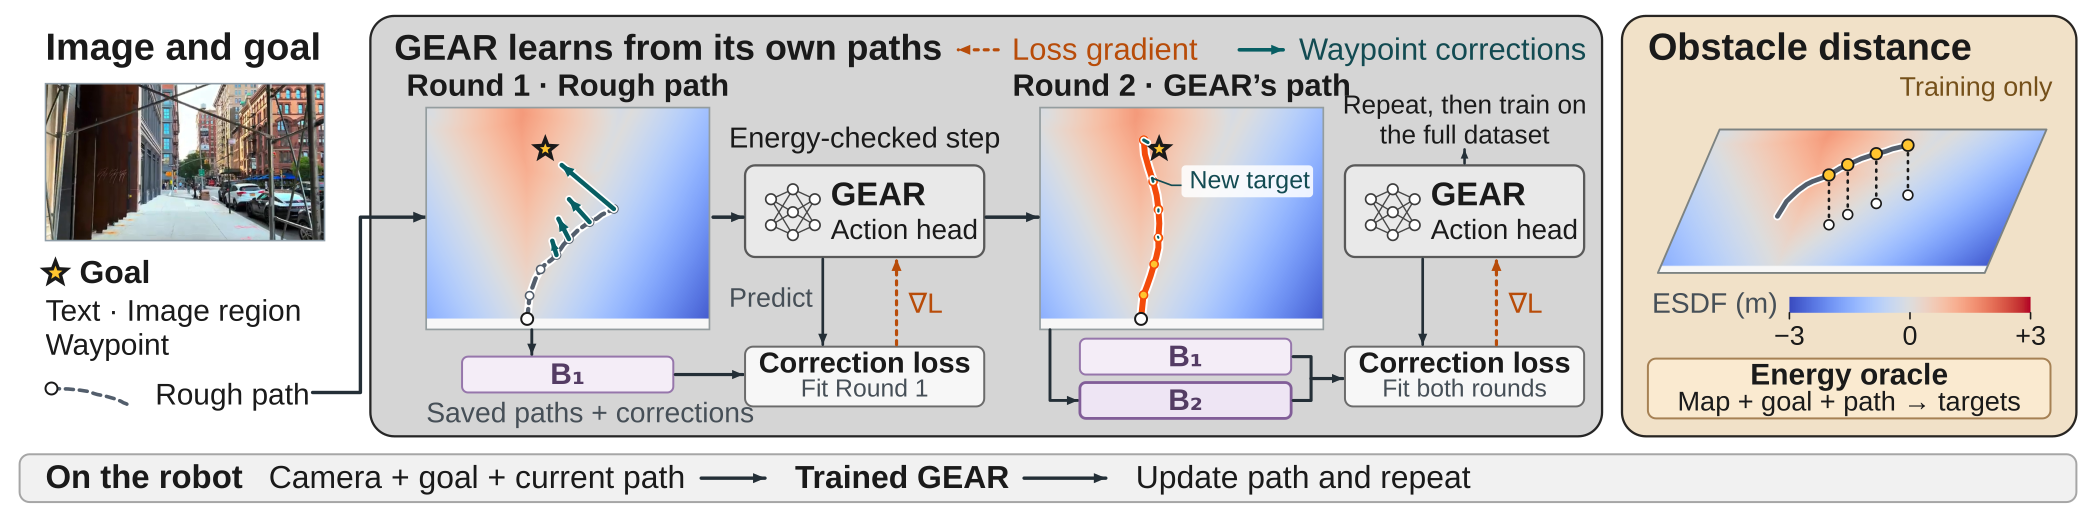 Image and goal
Goal
Text · Image region
Waypoint
Rough path
GEAR learns from its own paths
Loss gradient
Waypoint corrections
Round 1 · Rough path
Energy-checked step
GEAR
Action head
Predict
∇L
B₁
Correction loss
Fit Round 1
Saved paths + corrections
Round 2 · GEAR's path
Repeat, then train on
the full dataset
New target
GEAR
Action head
∇L
B₁
B₂
Correction loss
Fit both rounds
Obstacle distance
Training only
ESDF (m)
−3 0 +3
Energy oracle
Map + goal + path → targets
On the robot Camera + goal + current path Trained GEAR Update path and repeat